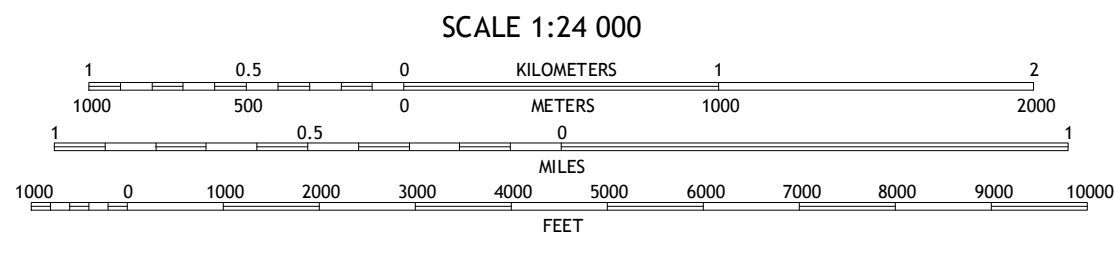 SCALE 1:24 000
1 0.5 0 KILOMETERS 1 2
1000 500 0 METERS 1000 2000
1 0.5 0 1
MILES
1000 0 1000 2000 3000 4000 5000 6000 7000 8000 9000 10000
FEET